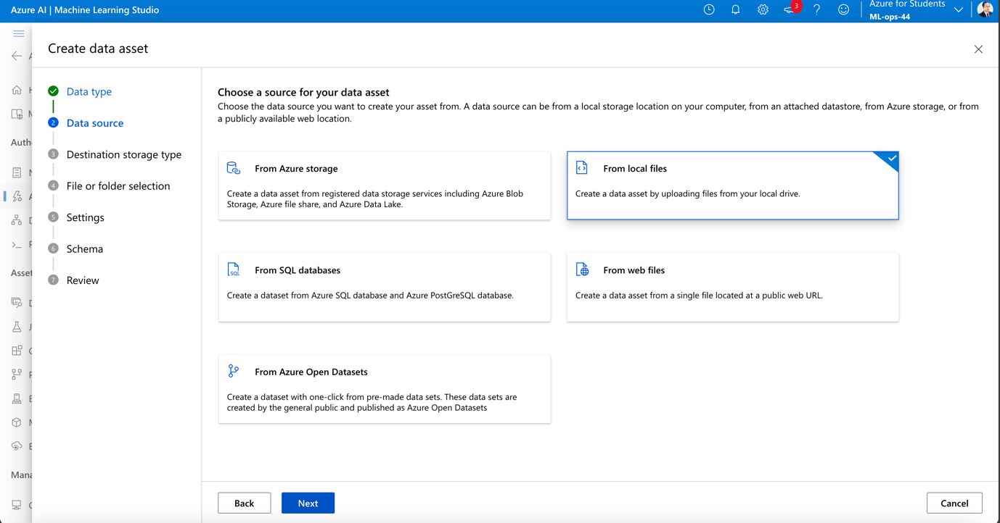 Azure AI | Machine Learning Studio
3
Azure for Students
ML-ops-44
Create data asset
Data type
2
Data source
3
Destination storage type
4
File or folder selection
5
Settings
6
Schema
7
Review
Choose a source for your data asset
Choose the data source you want to create your asset from. A data source can be from a local storage location on your computer, from an attached datastore, from Azure storage, or from
a publicly available web location.
From Azure storage
Create a data asset from registered data storage services including Azure Blob
Storage, Azure file share, and Azure Data Lake.
From local files
Create a data asset by uploading files from your local drive.
SQL
From SQL databases
Create a dataset from Azure SQL database and Azure PostGreSQL database.
From web files
Create a data asset from a single file located at a public web URL.
From Azure Open Datasets
Create a dataset with one-click from pre-made data sets. These data sets are
created by the general public and published as Azure Open Datasets
Back
Next
Cancel